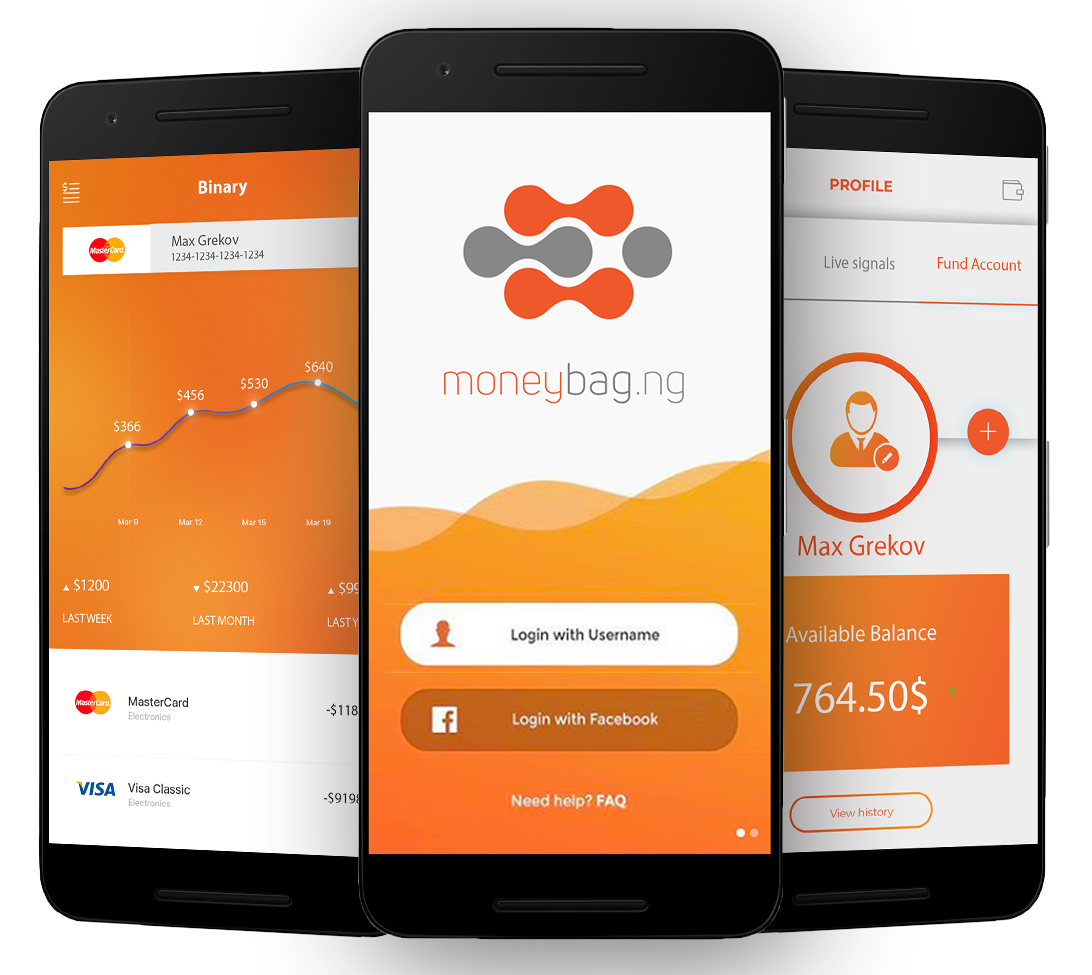 Binary
MasterCard
Max Grekov
1234-1234-1234-1234
$366
$456
$530
$640
Mar 9
Mar 12
Mar 15
Mar 19
$1200
$22300
LAST WEEK
LAST MONTH
MasterCard
MasterCard
Electronics
-$118
VISA
Visa Classic
Electronics
-$9198
moneybag.ng
Login with Username
Login with Facebook
Need help? FAQ
PROFILE
Live signals
Fund Account
Max Grekov
Available Balance
764.50$
View history